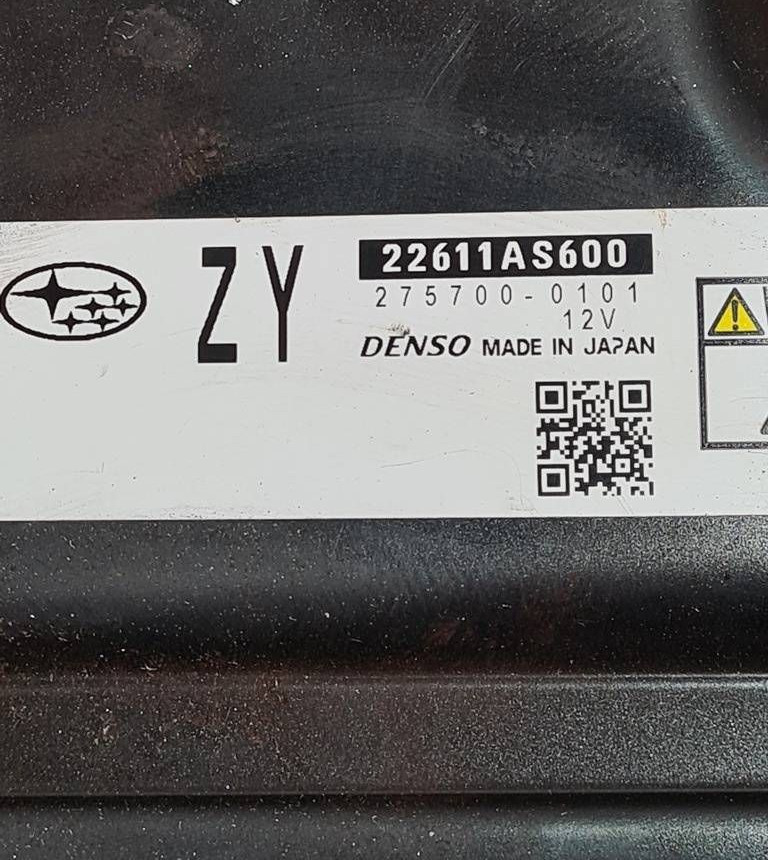 ZY
22611AS600
275700-0101
12V
DENSO MADE IN JAPAN